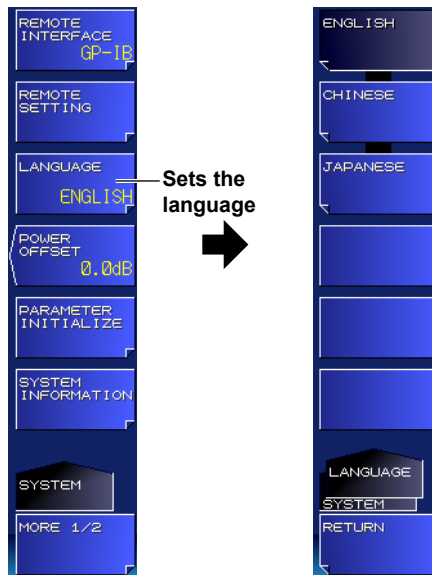 REMOTE
INTERFACE
GP-IB
REMOTE
SETTING
LANGUAGE
ENGLISH
POWER
OFFSET
0.0dB
PARAMETER
INITIALIZE
SYSTEM
INFORMATION
SYSTEM
MORE 1/2
Sets the
language
ENGLISH
CHINESE
JAPANESE
LANGUAGE
SYSTEM
RETURN